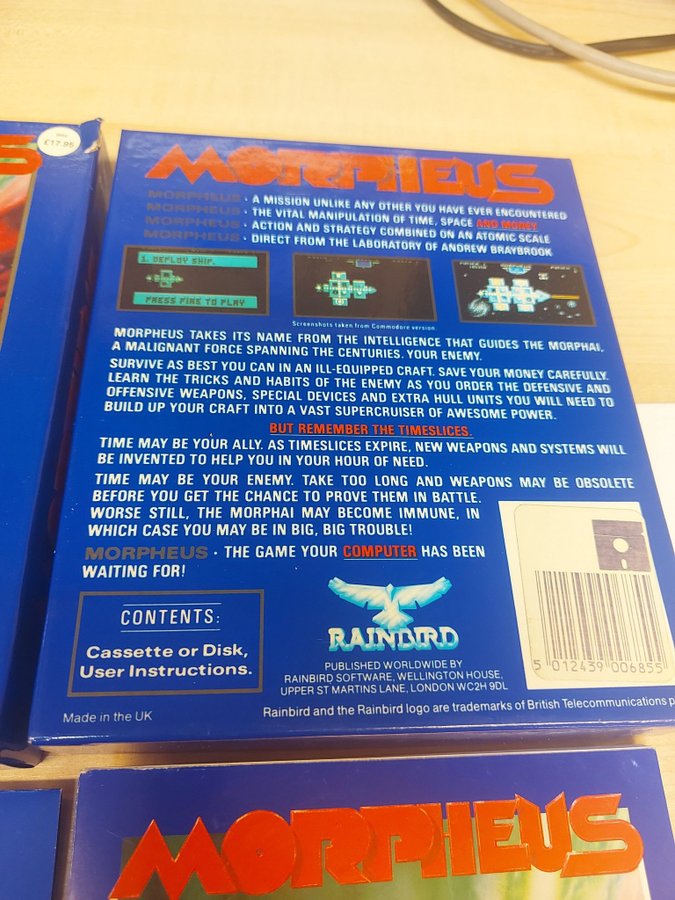 S
£17.95
MORPHEUS
MORPHEUS · A MISSION UNLIKE ANY OTHER YOU HAVE EVER ENCOUNTERED
MORPHEUS · THE VITAL MANIPULATION OF TIME, SPACE AND MONEY
MORPHEUS · ACTION AND STRATEGY COMBINED ON AN ATOMIC SCALE
MORPHEUS · DIRECT FROM THE LABORATORY OF ANDREW BRAYBROOK
1. DEPLOY SHIP.
PRESS FIRE TO PLAY
Screenshots taken from Commodore version.
MORPHEUS TAKES ITS NAME FROM THE INTELLIGENCE THAT GUIDES THE MORPHAI,
A MALIGNANT FORCE SPANNING THE CENTURIES. YOUR ENEMY.
SURVIVE AS BEST YOU CAN IN AN ILL-EQUIPPED CRAFT. SAVE YOUR MONEY CAREFULLY.
LEARN THE TRICKS AND HABITS OF THE ENEMY AS YOU ORDER THE DEFENSIVE AND
OFFENSIVE WEAPONS, SPECIAL DEVICES AND EXTRA HULL UNITS YOU WILL NEED TO
BUILD UP YOUR CRAFT INTO A VAST SUPERCRUISER OF AWESOME POWER.
BUT REMEMBER THE TIMESLICES.
TIME MAY BE YOUR ALLY. AS TIMESLICES EXPIRE, NEW WEAPONS AND SYSTEMS WILL
BE INVENTED TO HELP YOU IN YOUR HOUR OF NEED.
TIME MAY BE YOUR ENEMY. TAKE TOO LONG AND WEAPONS MAY BE OBSOLETE
BEFORE YOU GET THE CHANCE TO PROVE THEM IN BATTLE.
WORSE STILL, THE MORPHAI MAY BECOME IMMUNE, IN
WHICH CASE YOU MAY BE IN BIG, BIG TROUBLE!
MORPHEUS · THE GAME YOUR COMPUTER HAS BEEN
WAITING FOR!
CONTENTS:
Cassette or Disk,
User Instructions.
RAINBIRD
PUBLISHED WORLDWIDE BY
RAINBIRD SOFTWARE, WELLINGTON HOUSE,
UPPER ST MARTINS LANE, LONDON WC2H 9DL
5 012439 006855
Made in the UK
Rainbird and the Rainbird logo are trademarks of British Telecommunications p
MORPHEUS